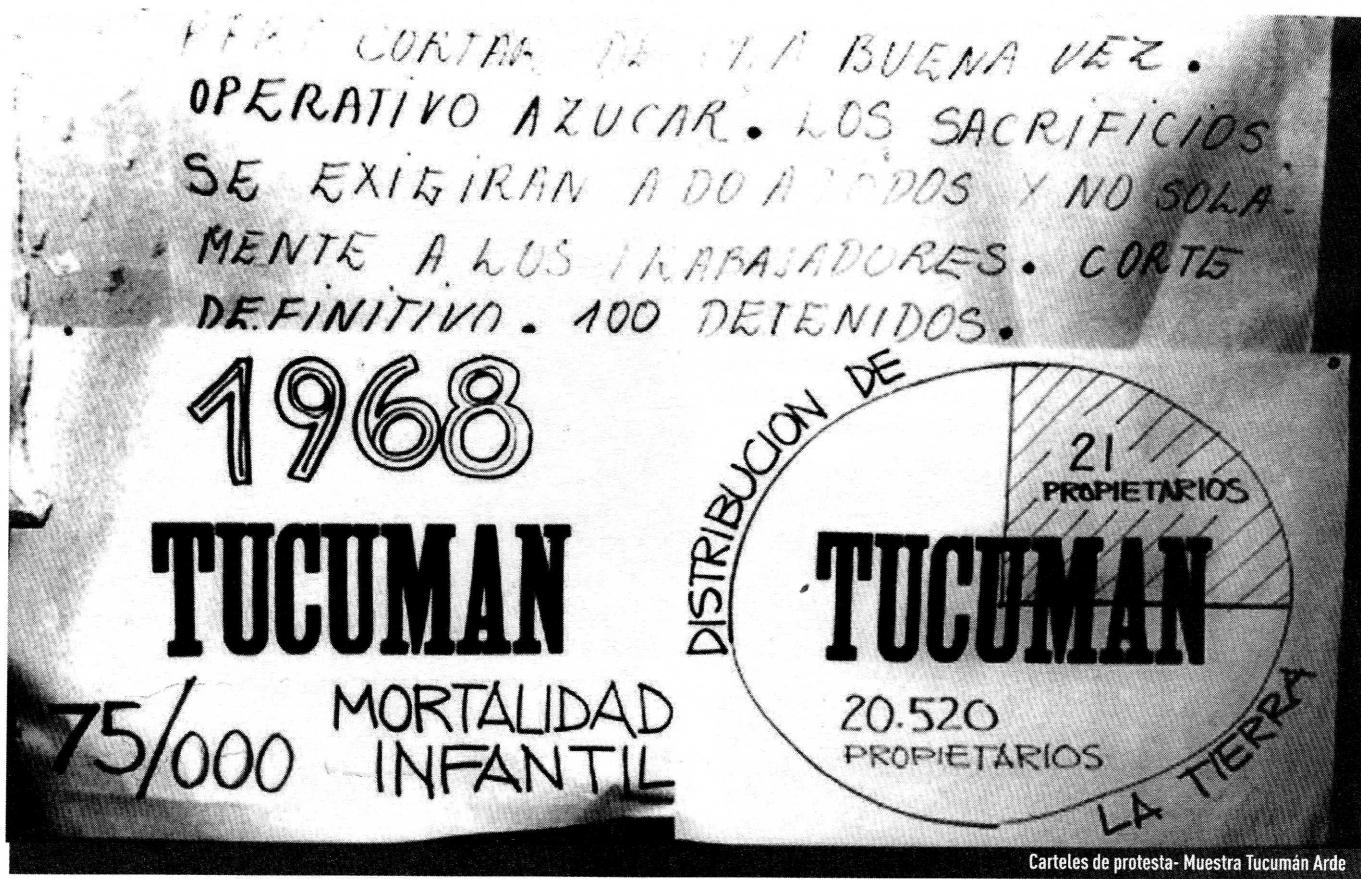 CORTAR BUENA VEZ.
OPERATIVO AZUCAR. LOS SACRIFICIOS
SE EXIGIRAN A DO A TODOS Y NO SOLA-
MENTE A LOS TRABAJADORES. CORTE
DEFINITIVO. 100 DETENIDOS.
1968
TUCUMAN
75/000 MORTALIDAD
INFANTIL
DISTRIBUCION DE
21
PROPIETARIOS
TUCUMAN
20.520
PROPIETARIOS
LA TIERRA
Carteles de protesta- Muestra Tucumán Arde